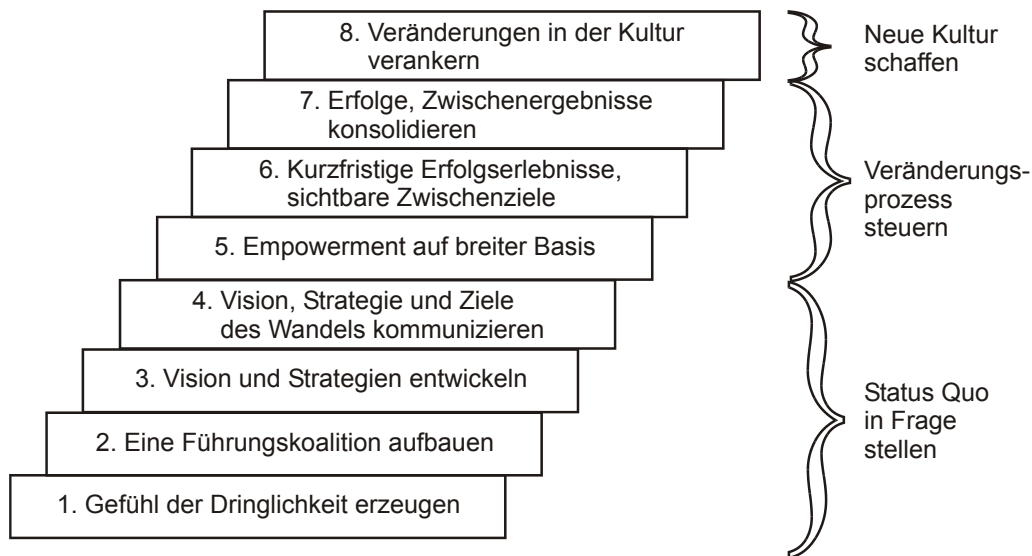 8. Veränderungen in der Kultur
verankern
Neue Kultur
schaffen
7. Erfolge, Zwischenergebnisse
konsolidieren
6. Kurzfristige Erfolgserlebnisse,
sichtbare Zwischenziele
Veränderungs-
prozess
steuern
5. Empowerment auf breiter Basis
4. Vision, Strategie und Ziele
des Wandels kommunizieren
3. Vision und Strategien entwickeln
Status Quo
in Frage
stellen
2. Eine Führungskoalition aufbauen
1. Gefühl der Dringlichkeit erzeugen